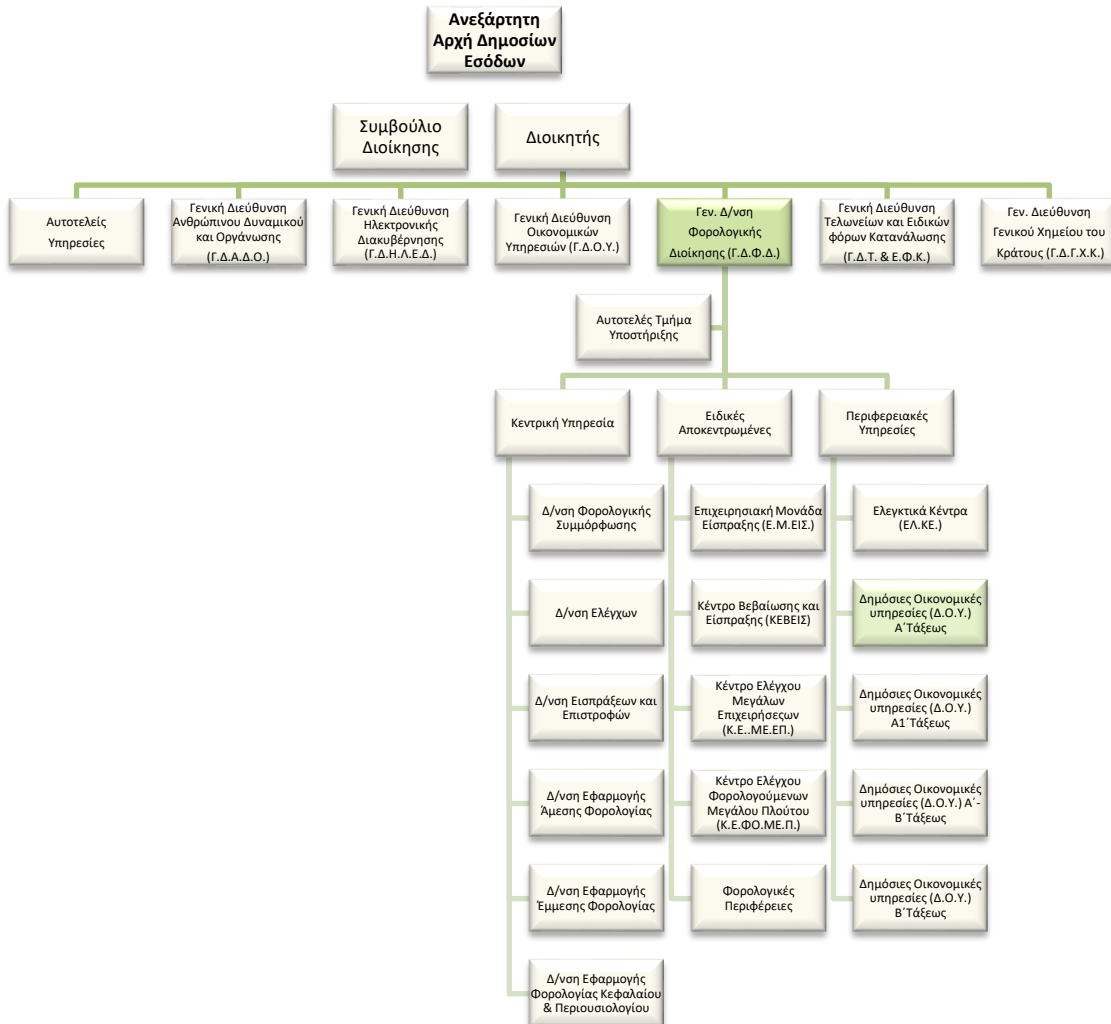 Ανεξάρτητη
Αρχή Δημοσίων
Εσόδων
Συμβούλιο
Διοίκησης
Διοικητής
Αυτοτελείς
Υπηρεσίες
Γενική Διεύθυνση
Ανθρώπινου Δυναμικού
και Οργάνωσης
(Γ.Δ.Α.Δ.Ο.)
Γενική Διεύθυνση
Ηλεκτρονικής
Διακυβέρνησης
(Γ.Δ.Η.Λ.Ε.Δ.)
Γενική Διεύθυνση
Οικονομικών
Υπηρεσιών (Γ.Δ.Ο.Υ.)
Γεν. Δ/νση
Φορολογικής
Διοίκησης (Γ.Δ.Φ.Δ.)
Γενική Διεύθυνση
Τελωνείων και Ειδικών
φόρων Κατανάλωσης
(Γ.Δ.Τ. & Ε.Φ.Κ.)
Γεν. Διεύθυνση
Γενικού Χημείου του
Κράτους (Γ.Δ.Γ.Χ.Κ.)
Αυτοτελές Τμήμα
Υποστήριξης
Κεντρική Υπηρεσία
Ειδικές
Αποκεντρωμένες
Περιφερειακές
Υπηρεσίες
Δ/νση Φορολογικής
Συμμόρφωσης
Επιχειρησιακή Μονάδα
Είσπραξης (Ε.Μ.ΕΙΣ.)
Ελεγκτικά Κέντρα
(ΕΛ.ΚΕ.)
Δ/νση Ελέγχων
Κέντρο Βεβαίωσης και
Είσπραξης (ΚΕΒΕΙΣ)
Δημόσιες Οικονομικές
υπηρεσίες (Δ.Ο.Υ.)
Α΄Τάξεως
Δ/νση Εισπράξεων και
Επιστροφών
Κέντρο Ελέγχου
Μεγάλων
Επιχειρήσεςων
(Κ.Ε..ΜΕ.ΕΠ.)
Δημόσιες Οικονομικές
υπηρεσίες (Δ.Ο.Υ.)
Α1΄Τάξεως
Δ/νση Εφαρμογής
Άμεσης Φορολογίας
Κέντρο Ελέγχου
Φορολογούμενων
Μεγάλου Πλούτου
(Κ.Ε.ΦΟ.ΜΕ.Π.)
Δημόσιες Οικονομικές
υπηρεσίες (Δ.Ο.Υ.) Α΄-
Β΄Τάξεως
Δ/νση Εφαρμογής
Έμμεσης Φορολογίας
Φορολογικές
Περιφέρειες
Δημόσιες Οικονομικές
υπηρεσίες (Δ.Ο.Υ.)
Β΄Τάξεως
Δ/νση Εφαρμογής
Φορολογίας Κεφαλαίου
& Περιουσιολογίου